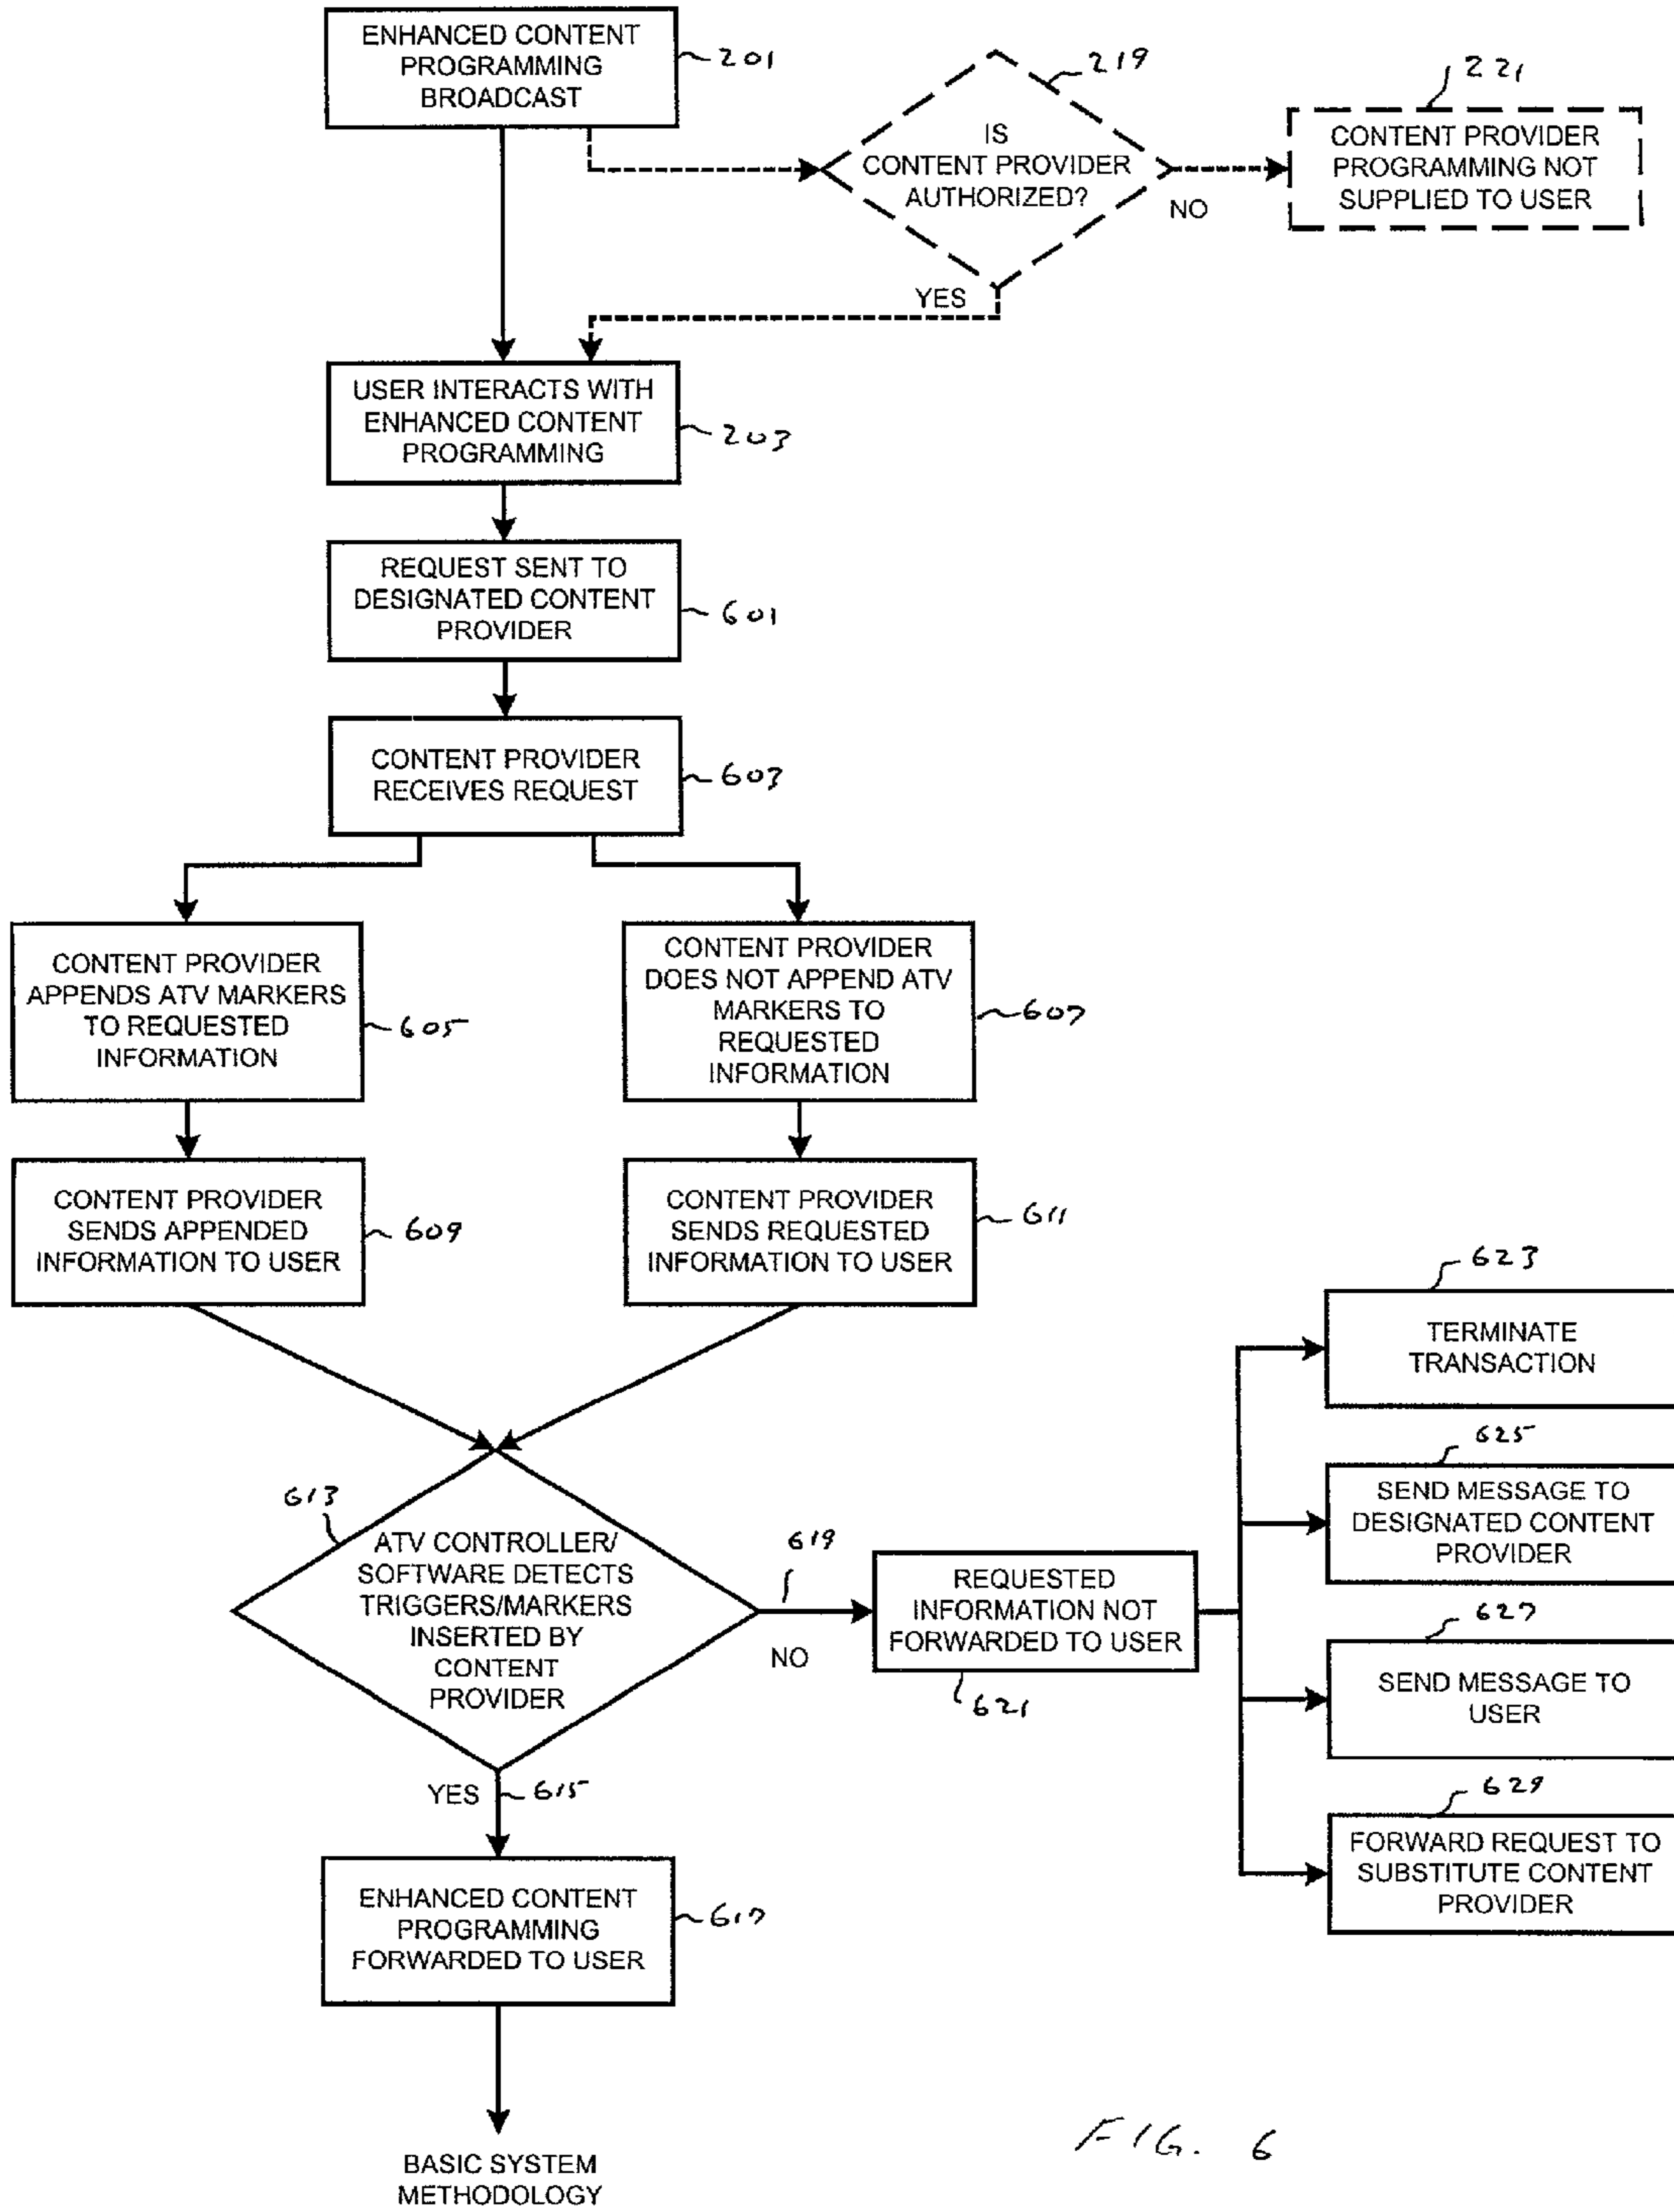 ENHANCED CONTENT
PROGRAMMING
BROADCAST
201
219
IS
CONTENT PROVIDER
AUTHORIZED?
NO
YES
221
CONTENT PROVIDER
PROGRAMMING NOT
SUPPLIED TO USER
USER INTERACTS WITH
ENHANCED CONTENT
PROGRAMMING
203
REQUEST SENT TO
DESIGNATED CONTENT
PROVIDER
601
CONTENT PROVIDER
RECEIVES REQUEST
603
CONTENT PROVIDER
APPENDS ATV MARKERS
TO REQUESTED
INFORMATION
605
CONTENT PROVIDER
DOES NOT APPEND ATV
MARKERS TO
REQUESTED
INFORMATION
607
CONTENT PROVIDER
SENDS APPENDED
INFORMATION TO USER
609
CONTENT PROVIDER
SENDS REQUESTED
INFORMATION TO USER
611
613
ATV CONTROLLER/
SOFTWARE DETECTS
TRIGGERS/MARKERS
INSERTED BY
CONTENT
PROVIDER
619
NO
REQUESTED
INFORMATION NOT
FORWARDED TO USER
621
623
TERMINATE
TRANSACTION
625
SEND MESSAGE TO
DESIGNATED CONTENT
PROVIDER
627
SEND MESSAGE TO
USER
629
FORWARD REQUEST TO
SUBSTITUTE CONTENT
PROVIDER
YES
615
ENHANCED CONTENT
PROGRAMMING
FORWARDED TO USER
617
BASIC SYSTEM
METHODOLOGY
FIG. 6